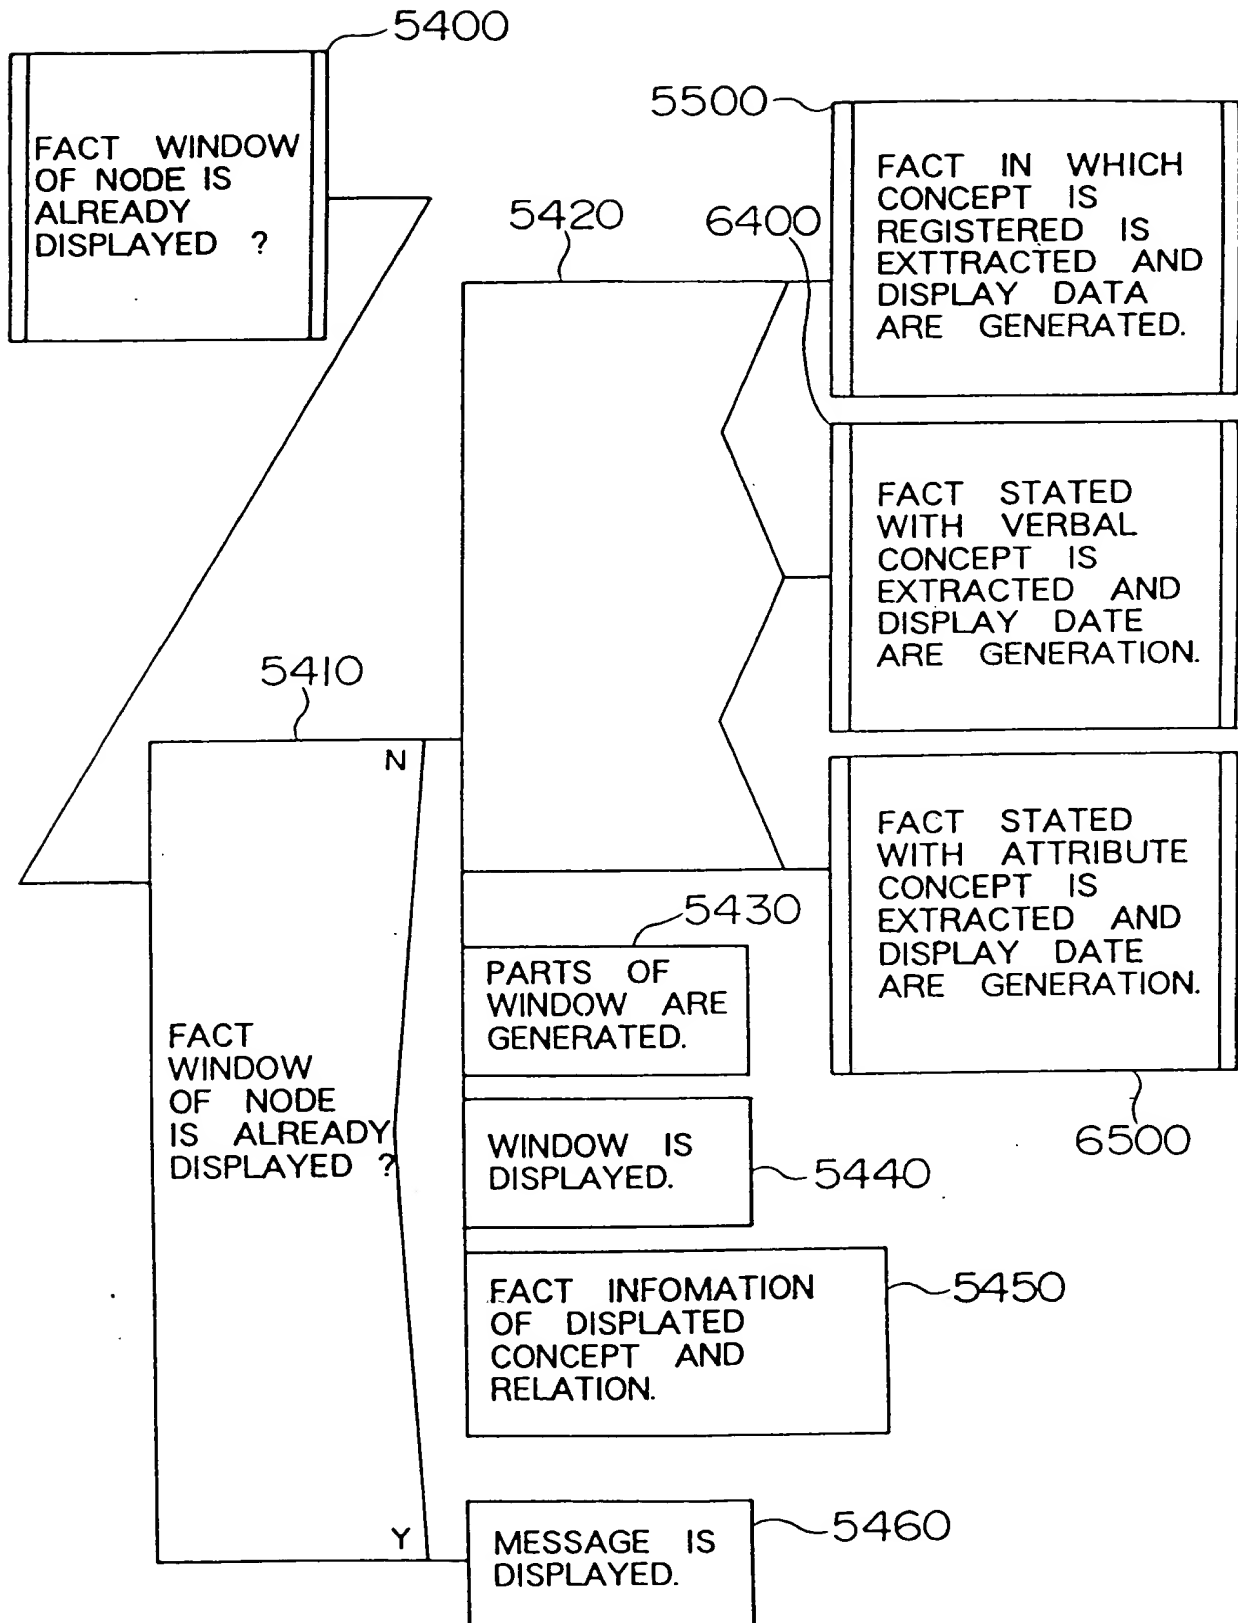 5400
FACT WINDOW
OF NODE IS
ALREADY
DISPLAYED ?
5500
FACT IN WHICH
CONCEPT IS
REGISTERED IS
EXTTRACTED AND
DISPLAY DATA
ARE GENERATED.
5420
6400
FACT STATED
WITH VERBAL
CONCEPT IS
EXTRACTED AND
DISPLAY DATE
ARE GENERATION.
5410
N
FACT
WINDOW
OF NODE
IS ALREADY
DISPLAYED ?
Y
FACT STATED
WITH ATTRIBUTE
CONCEPT IS
EXTRACTED AND
DISPLAY DATE
ARE GENERATION.
6500
5430
PARTS OF
WINDOW ARE
GENERATED.
WINDOW IS
DISPLAYED.
5440
FACT INFOMATION
OF DISPLATED
CONCEPT AND
RELATION.
5450
MESSAGE IS
DISPLAYED.
5460